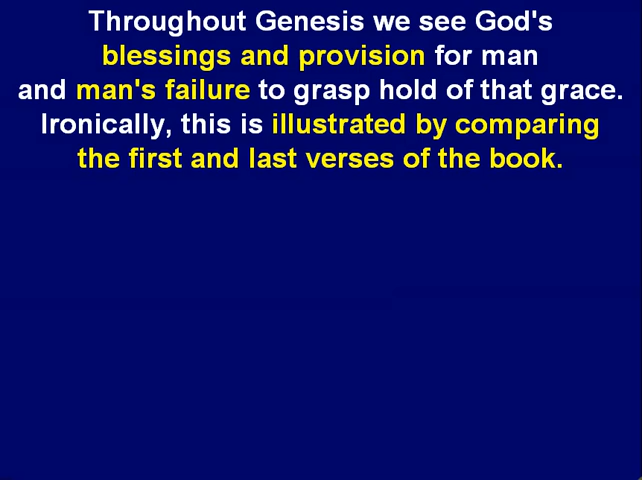 Throughout Genesis we see God's
blessings and provision for man
and man's failure to grasp hold of that grace.
Ironically, this is illustrated by comparing
the first and last verses of the book.